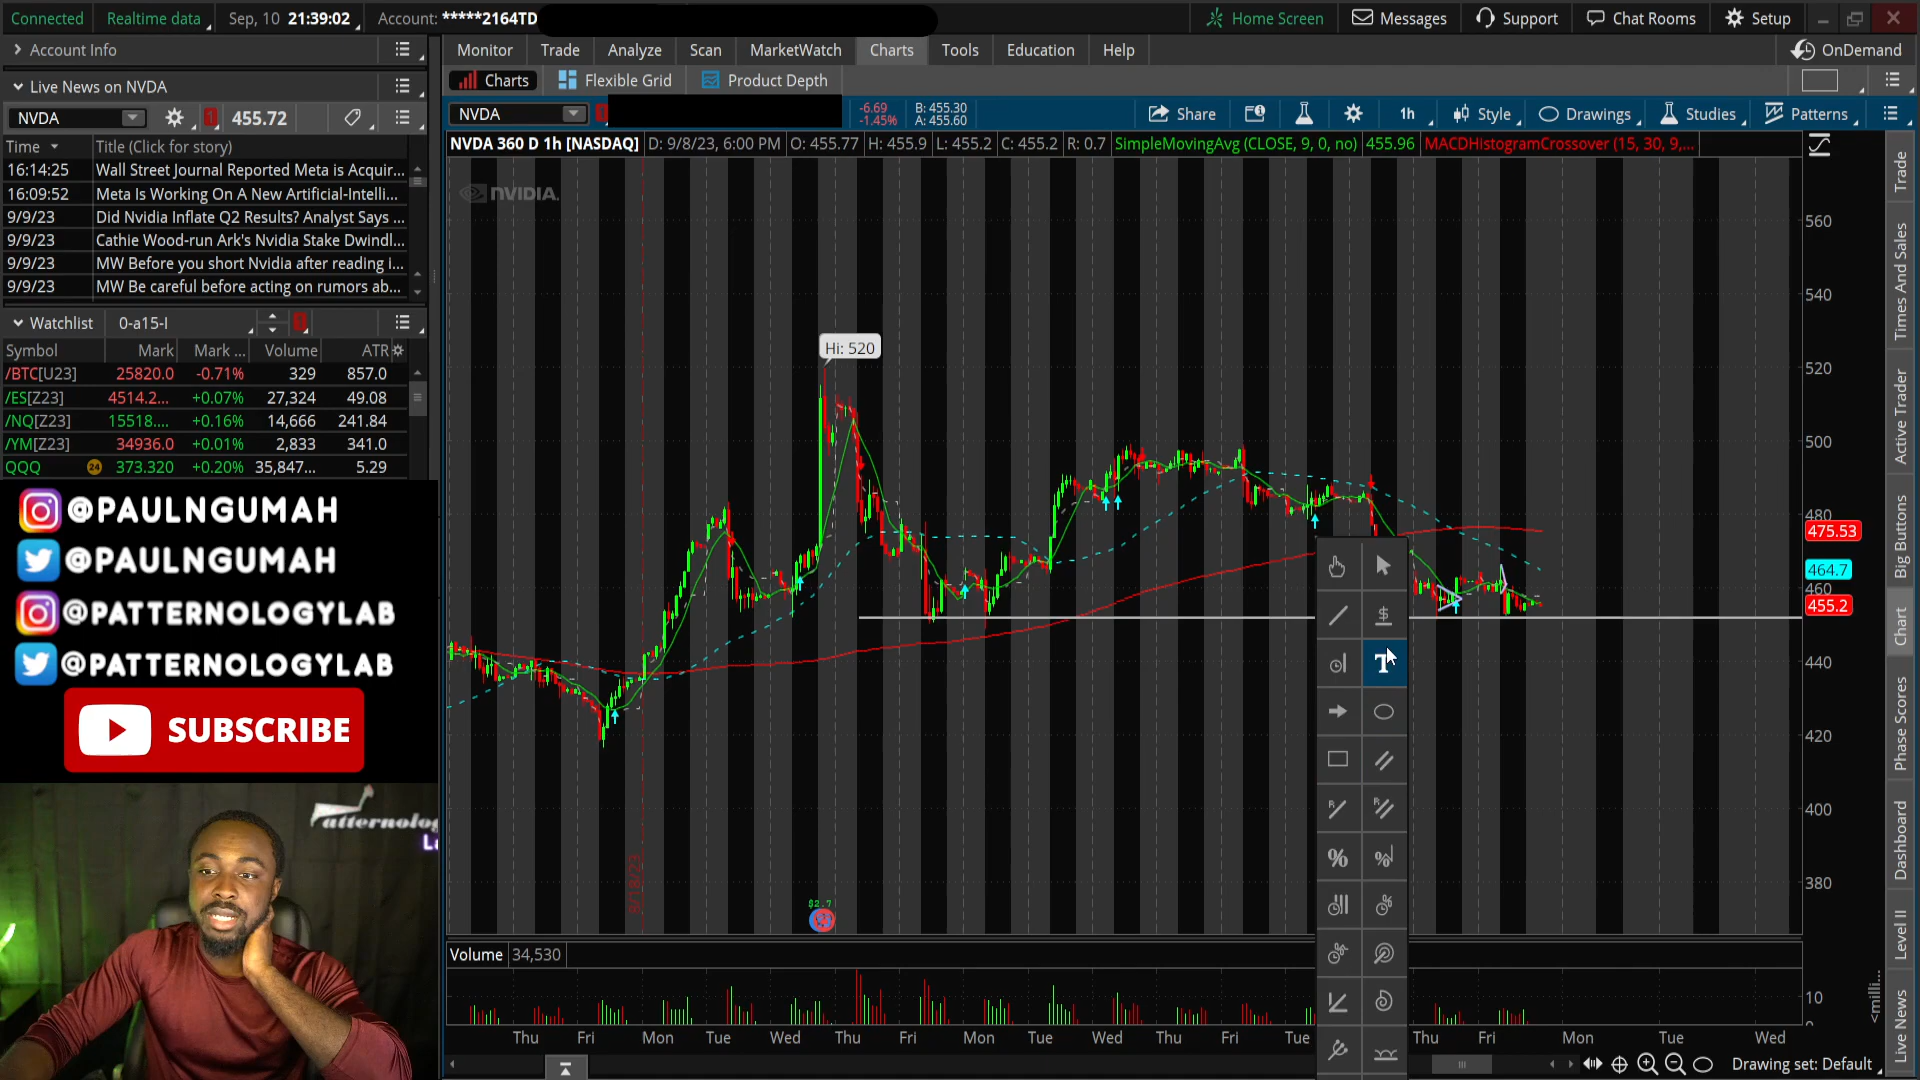 Connected Realtime data Sep, 10 21:39:02 Account: *****2164TD Home Screen Messages Support Chat Rooms Setup
Account Info Monitor Trade Analyze Scan MarketWatch Charts Tools Education Help OnDemand
Live News on NVDA Charts Flexible Grid Product Depth
NVDA 1 455.72 NVDA -6.69 -1.45% B: 455.30 A: 455.60 Share 1h Style Drawings Studies Patterns
NVDA 360 D 1h [NASDAQ] D: 9/8/23, 6:00 PM O: 455.77 H: 455.9 L: 455.2 C: 455.2 R: 0.7 SimpleMovingAvg (CLOSE, 9, 0, no) 455.96 MACDHistogramCrossover (15, 30, 9,...
Time Title (Click for story)
16:14:25 Wall Street Journal Reported Meta is Acquir...
16:09:52 Meta Is Working On A New Artificial-Intelli...
9/9/23 Did Nvidia Inflate Q2 Results? Analyst Says ...
9/9/23 Cathie Wood-run Ark's Nvidia Stake Dwindl...
9/9/23 MW Before you short Nvidia after reading i...
9/9/23 MW Be careful before acting on rumors ab...
Watchlist 0-a15-I
Symbol Mark Mark ... Volume ATR
/BTC[U23] 25820.0 -0.71% 329 857.0
/ES[Z23] 4514.2... +0.07% 27,324 49.08
/NQ[Z23] 15518.... +0.16% 14,666 241.84
/YM[Z23] 34936.0 +0.01% 2,833 341.0
QQQ 24 373.320 +0.20% 35,847... 5.29
@PAULNGUMAH
@PAULNGUMAH
@PATTERNOLOGYLAB
@PATTERNOLOGYLAB
SUBSCRIBE
NVIDIA.
Hi: 520
560
540
520
500
480
475.53
464.7
460
455.2
440
420
400
380
T
$
%
%
8/18/23
$2.7
Volume 34,530
10
0
<milli...
Thu Fri Mon Tue Wed Thu Fri Mon Tue Wed Thu Fri Tue Thu Fri Mon Tue Wed
Drawing set: Default
Trade
Times And Sales
Active Trader
Big Buttons
Chart
Phase Scores
Dashboard
Level II
Live News